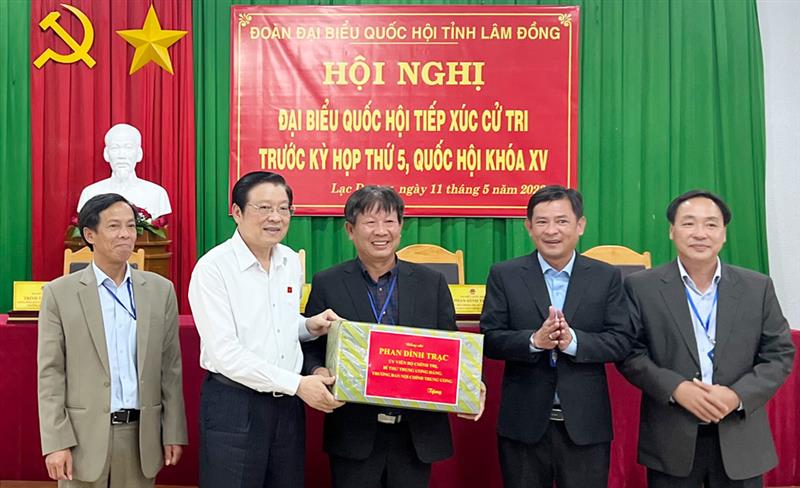 ĐOÀN ĐẠI BIỂU QUỐC HỘI TỈNH LÂM ĐỒNG
HỘI NGHỊ
ĐẠI BIỂU QUỐC HỘI TIẾP XÚC CỬ TRI
TRƯỚC KỲ HỌP THỨ 5, QUỐC HỘI KHÓA XV
Lạc ngày 11 tháng 5 năm
PHAN ĐÌNH TRẠC
ỦY VIÊN BỘ CHÍNH TRỊ,
BÍ THƯ TRUNG ƯƠNG ĐẢNG,
TRƯỞNG BAN NỘI CHÍNH TRUNG ƯƠNG
Tặng